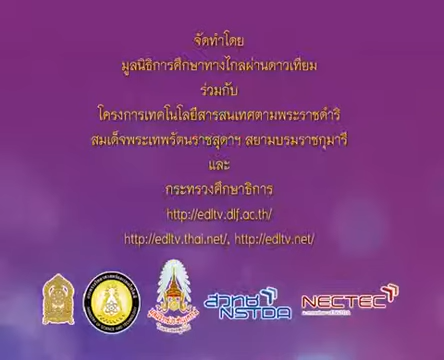 จัดทำโดย
มูลนิธิการศึกษาทางไกลผ่านดาวเทียม
ร่วมกับ
โครงการเทคโนโลยีสารสนเทศตามพระราชดำริ
สมเด็จพระเทพรัตนราชสุดาฯ สยามบรมราชกุมารี
และ
กระทรวงศึกษาธิการ
http://edltv.dlf.ac.th/
http://edltv.thai.net/, http://edltv.net/
สวทช
NSTDA
NECTEC